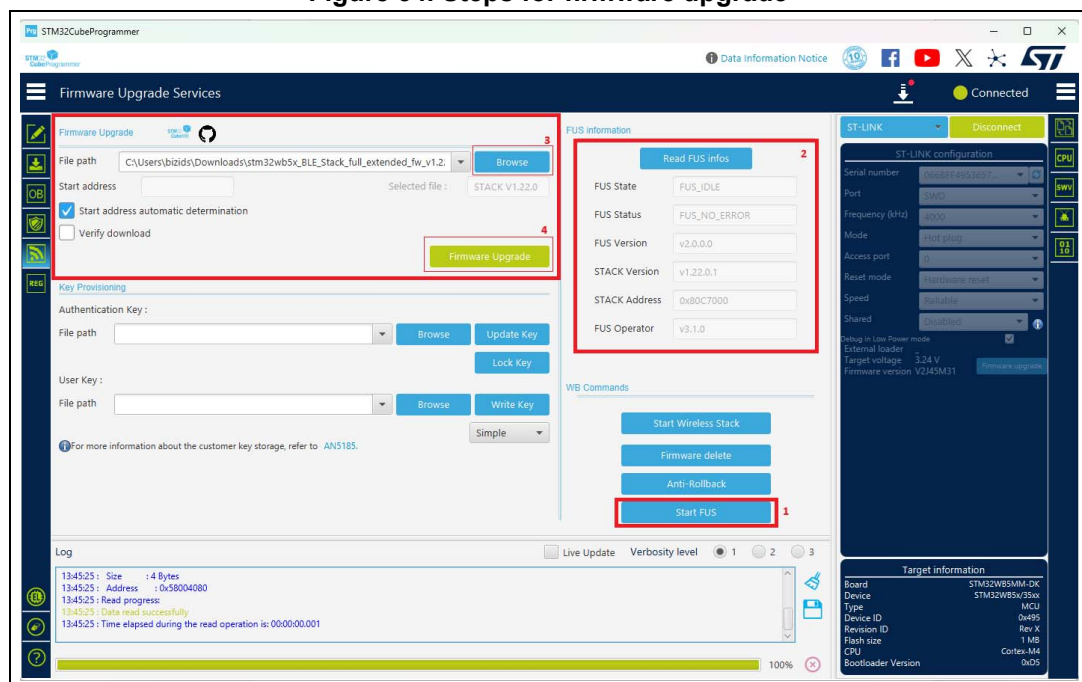 STM32CubeProgrammer
Data Information Notice
Firmware Upgrade Services
Connected
Firmware Upgrade
3
File path
C:\Users\bizids\Downloads\stm32wb5x_BLE_Stack_full_extended_fw_v1.2.
Browse
Start address
Selected file :
STACK V1.22.0
Start address automatic determination
Verify download
4
Firmware Upgrade
Key Provisioning
Authentication Key :
File path
Browse
Update Key
Lock Key
User Key :
File path
Browse
Write Key
Simple
For more information about the customer key storage, refer to AN5185.
FUS information
Read FUS infos
2
FUS State
FUS_IDLE
FUS Status
FUS_NO_ERROR
FUS Version
v2.0.0.0
STACK Version
v1.22.0.1
STACK Address
0x80C7000
FUS Operator
v3.1.0
WB Commands
Start Wireless Stack
Firmware delete
Anti-Rollback
Start FUS
1
ST-LINK
Disconnect
ST-LINK configuration
Serial number
Port
SWD
Frequency (kHz)
4000
Mode
Hot plug
Access port
0
Reset mode
Hardware reset
Speed
Reliable
Shared
Disabled
Debug in Low Power mode
External loader
_
Target voltage 3.24 V
Firmware version V2J45M31
Firmware upgrade
OB
REG
CPU
SWV
Log
Live Update
Verbosity level
1
2
3
13:45:25 : Size : 4 Bytes
13:45:25 : Address : 0x58004080
13:45:25 : Read progress:
13:45:25 : Data read successfully
13:45:25 : Time elapsed during the read operation is: 00:00:00.001
100%
Target information
Board STM32WB5MM-DK
Device STM32WB5x/35xx
Type MCU
Device ID 0x495
Revision ID Rev X
Flash size 1 MB
CPU Cortex-M4
Bootloader Version 0xD5